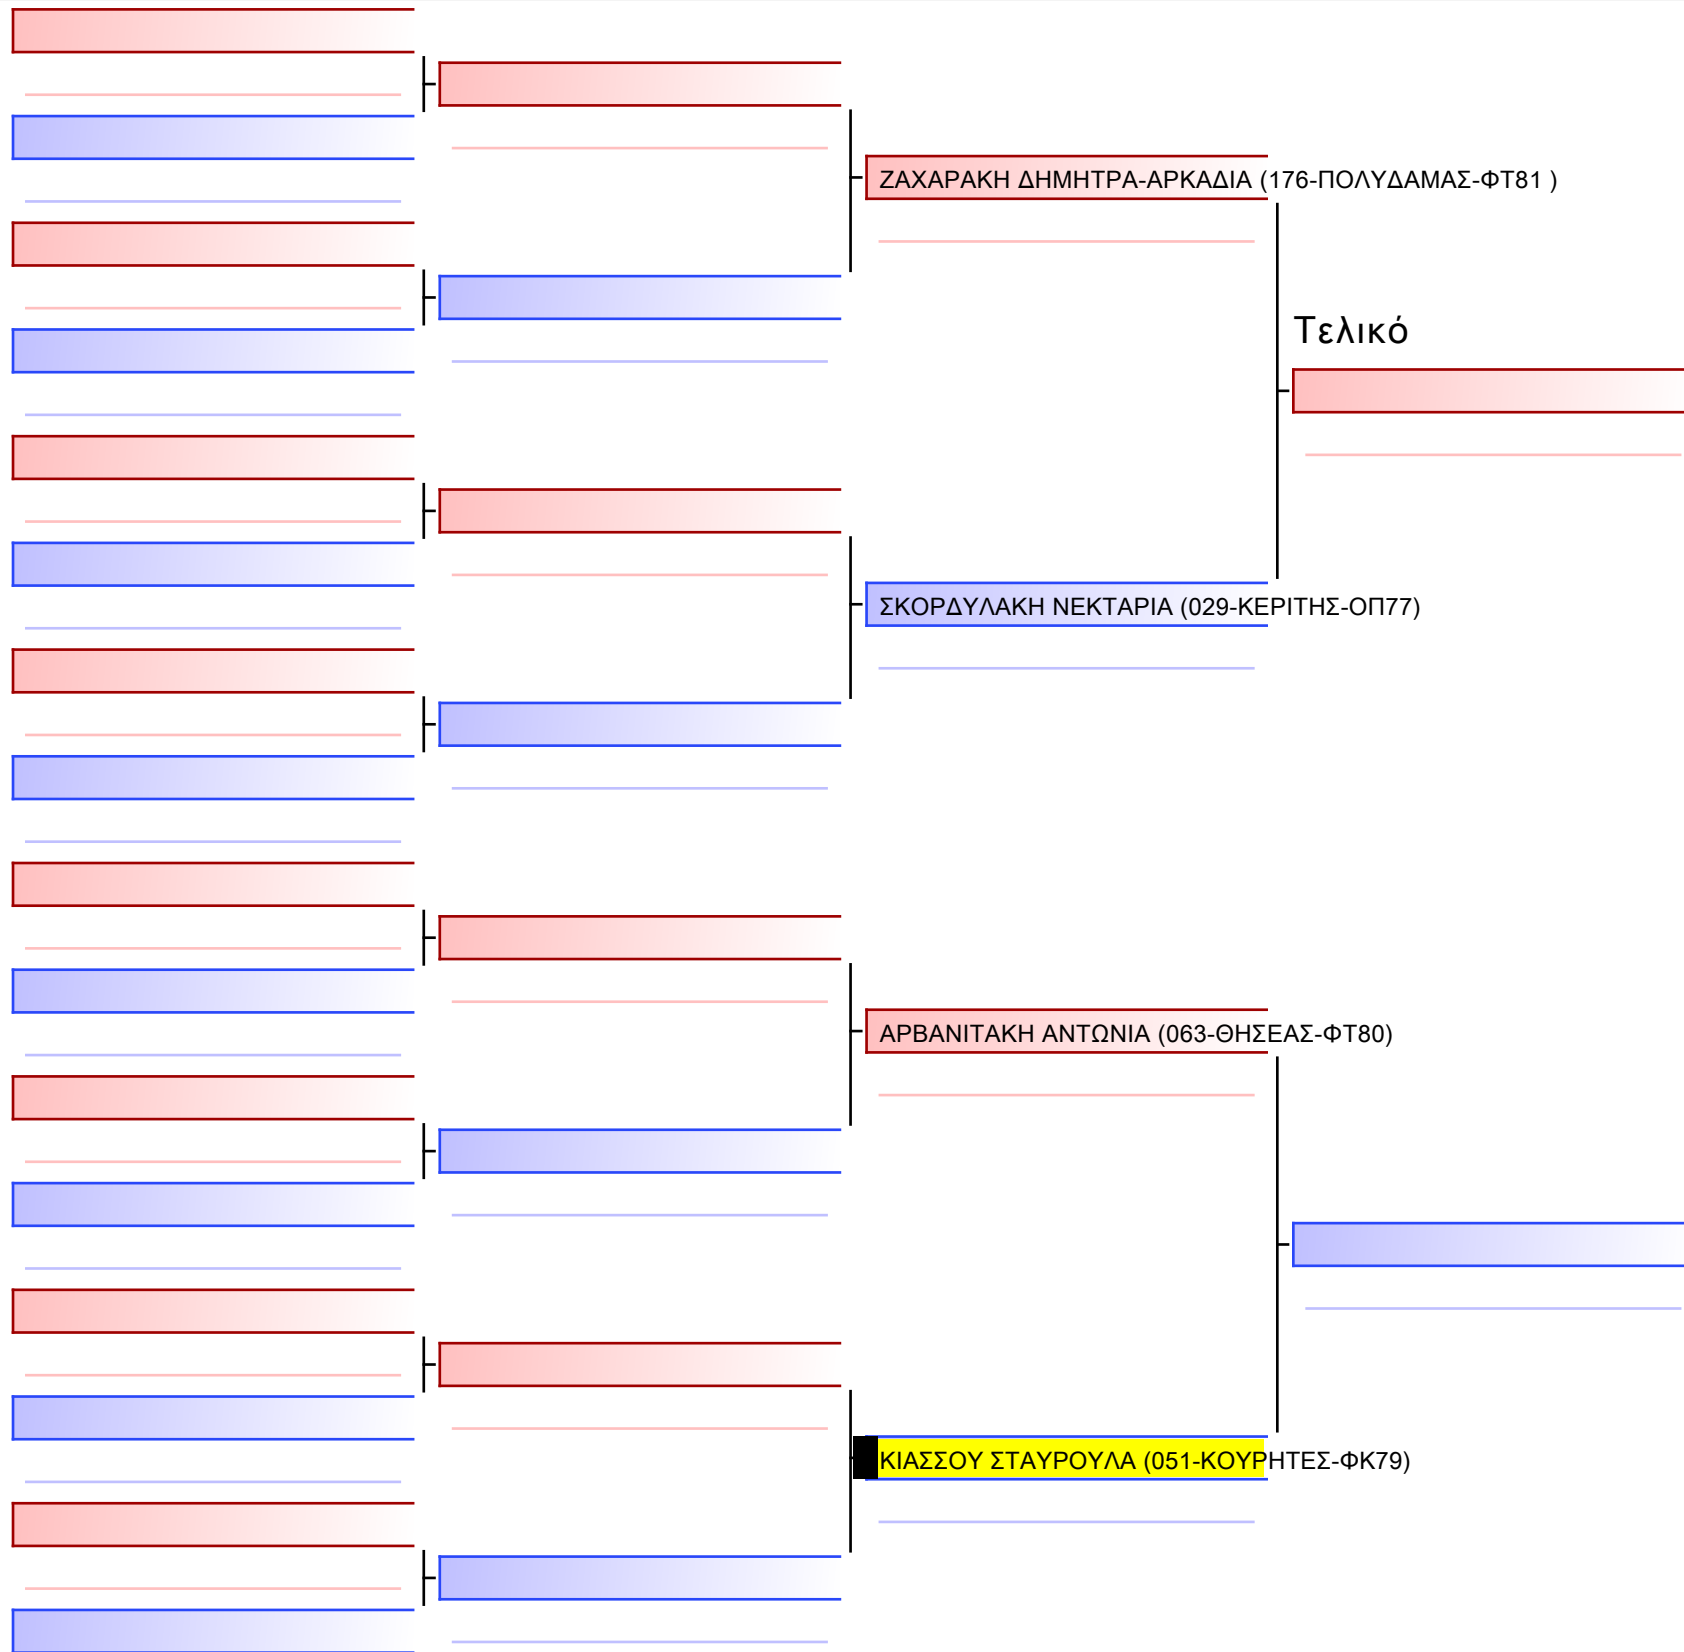 ΖΑΧΑΡΑΚΗ ΔΗΜΗΤΡΑ-ΑΡΚΑΔΙΑ (176-ΠΟΛΥΔΑΜΑΣ-ΦΤ81 )
Τελικό
ΣΚΟΡΔΥΛΑΚΗ ΝΕΚΤΑΡΙΑ (029-ΚΕΡΙΤΗΣ-ΟΠ77)
ΑΡΒΑΝΙΤΑΚΗ ΑΝΤΩΝΙΑ (063-ΘΗΣΕΑΣ-ΦΤ80)
ΚΙΑΣΣΟΥ ΣΤΑΥΡΟΥΛΑ (051-ΚΟΥΡΗΤΕΣ-ΦΚ79)